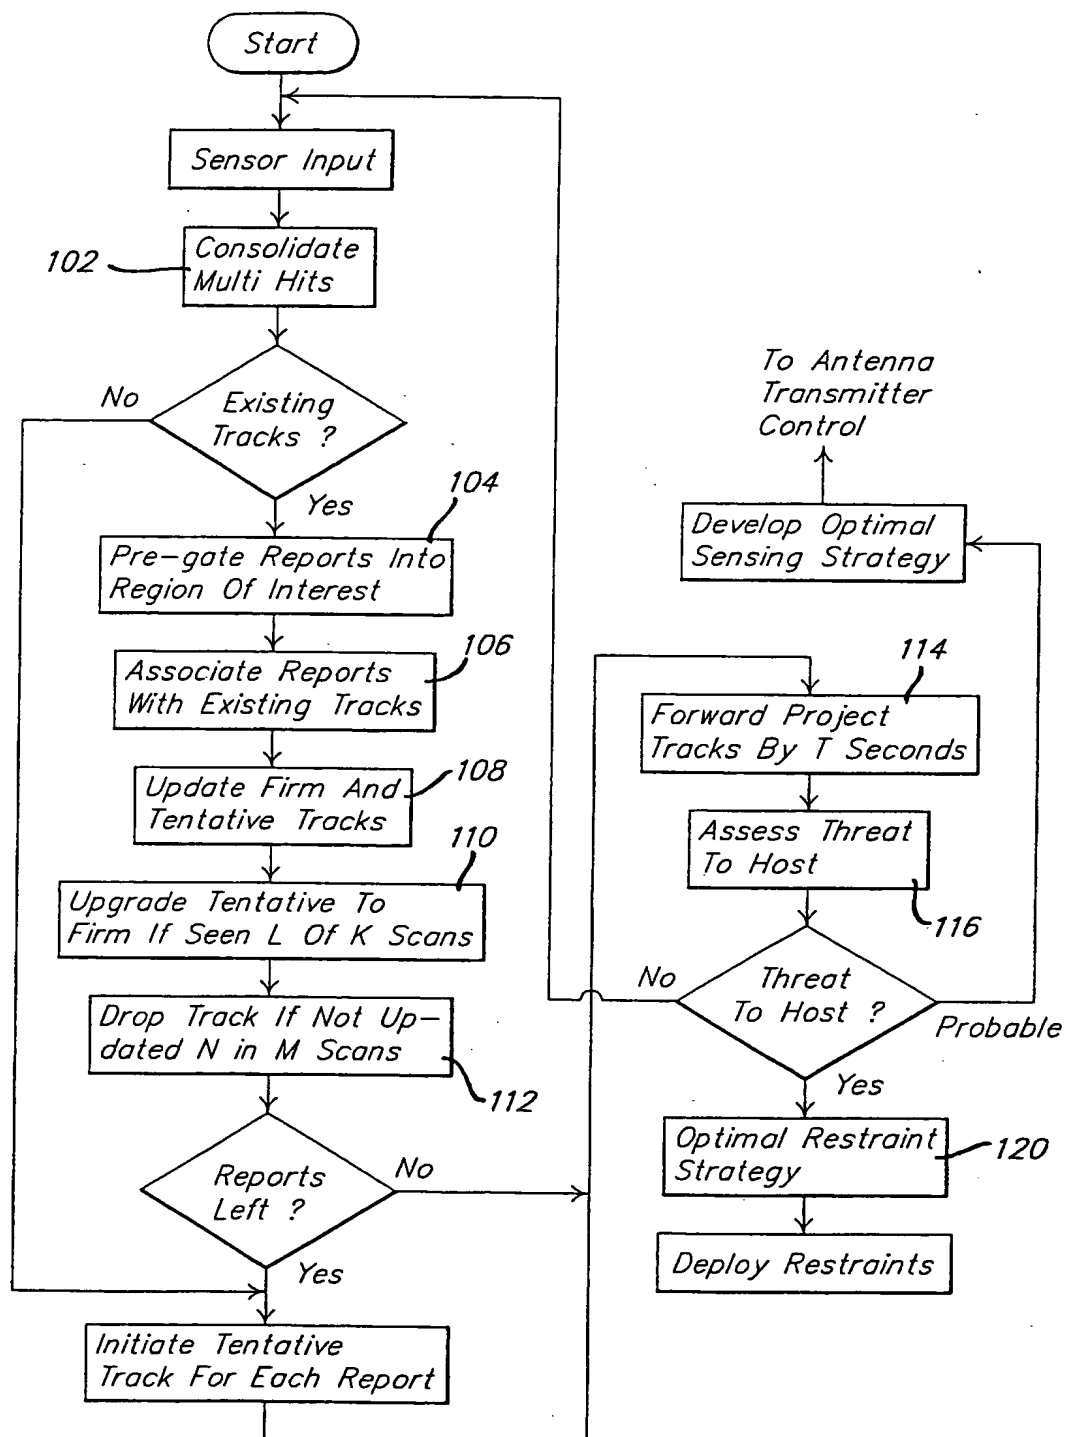 Start
Sensor Input
102
Consolidate
Multi Hits
No
Existing
Tracks ?
Yes
104
Pre-gate Reports Into
Region Of Interest
106
Associate Reports
With Existing Tracks
108
Update Firm And
Tentative Tracks
110
Upgrade Tentative To
Firm If Seen L Of K Scans
Drop Track If Not Up-
dated N in M Scans
112
Reports
Left ?
No
Yes
Initiate Tentative
Track For Each Report
To Antenna
Transmitter
Control
Develop Optimal
Sensing Strategy
114
Forward Project
Tracks By T Seconds
Assess Threat
To Host
116
No
Threat
To Host ?
Probable
Yes
Optimal Restraint
Strategy
120
Deploy Restraints